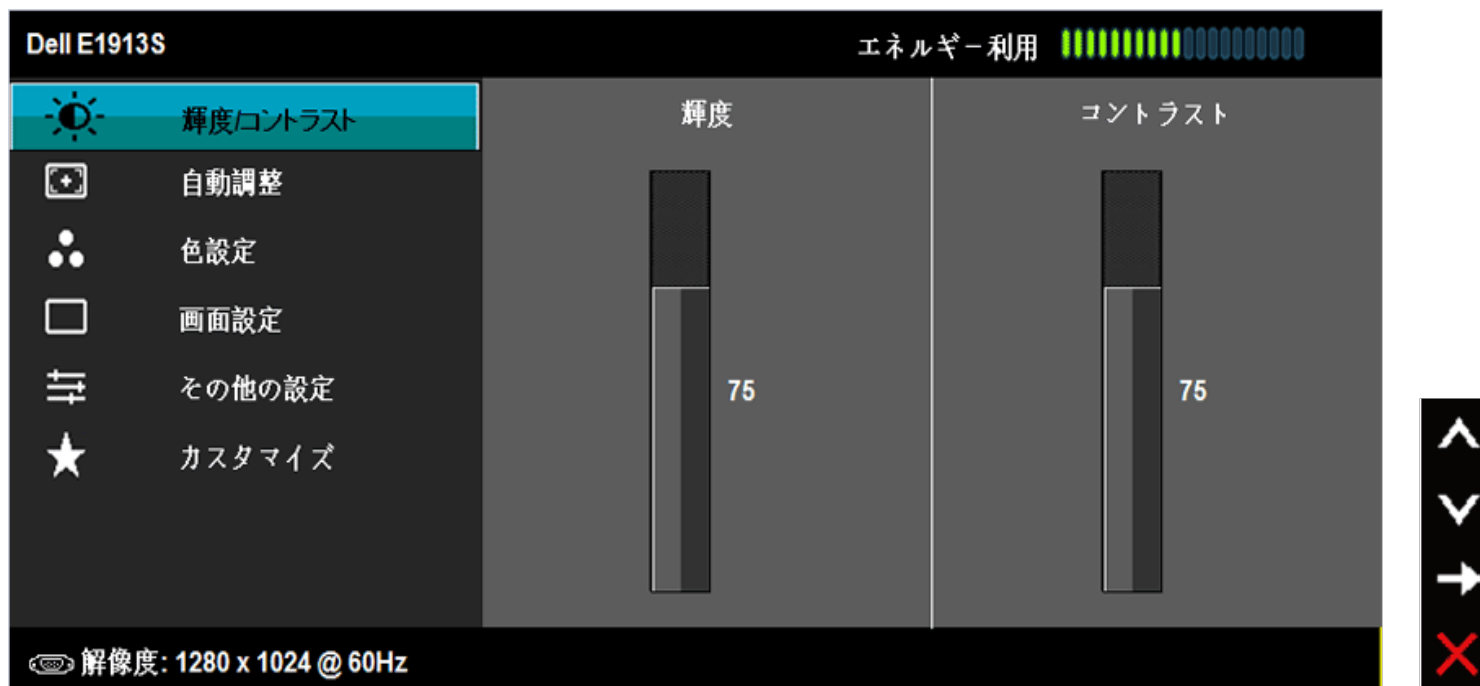 Dell E1913S
エネルギー利用
輝度/コントラスト
自動調整
色設定
画面設定
その他の設定
カスタマイズ
輝度
75
コントラスト
75
解像度: 1280 x 1024 @ 60Hz